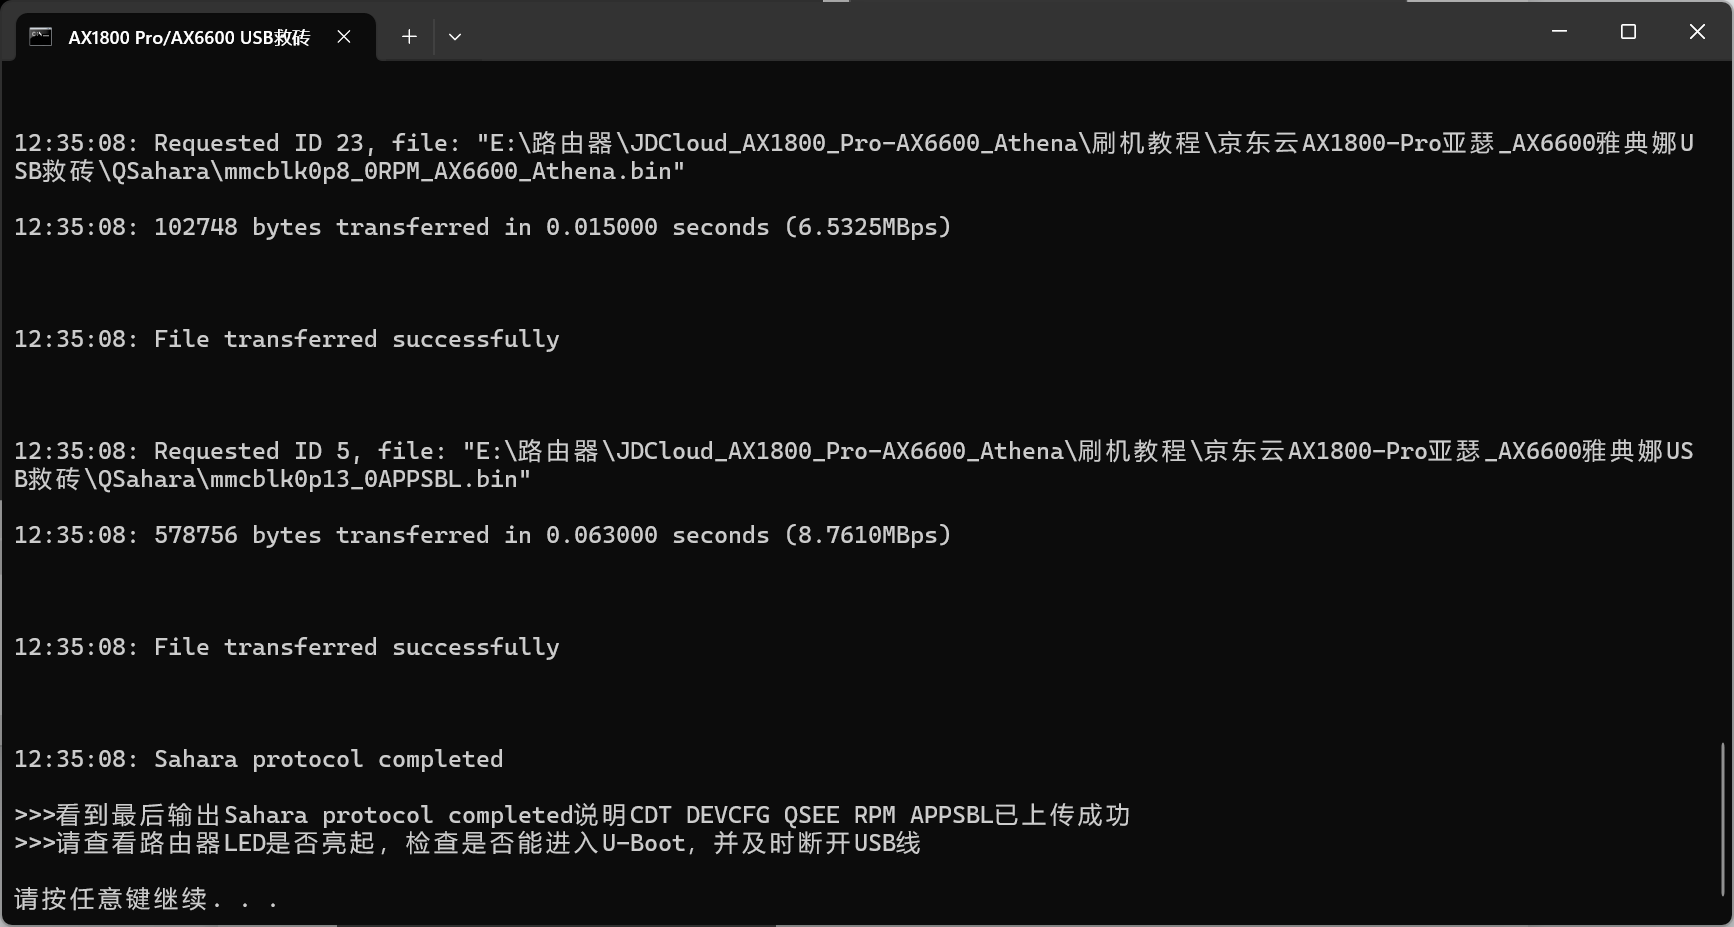 AX1800 Pro/AX6600 USB救砖
12:35:08: Requested ID 23, file: "E:\路由器\JDCloud_AX1800_Pro-AX6600_Athena\刷机教程\京东云AX1800-Pro亚瑟_AX6600雅典娜U
SB救砖\QSahara\mmcblk0p8_0RPM_AX6600_Athena.bin"
12:35:08: 102748 bytes transferred in 0.015000 seconds (6.5325MBps)
12:35:08: File transferred successfully
12:35:08: Requested ID 5, file: "E:\路由器\JDCloud_AX1800_Pro-AX6600_Athena\刷机教程\京东云AX1800-Pro亚瑟_AX6600雅典娜US
B救砖\QSahara\mmcblk0p13_0APPSBL.bin"
12:35:08: 578756 bytes transferred in 0.063000 seconds (8.7610MBps)
12:35:08: File transferred successfully
12:35:08: Sahara protocol completed
>>>看到最后输出Sahara protocol completed说明CDT DEVCFG QSEE RPM APPSBL已上传成功
>>>请查看路由器LED是否亮起，检查是否能进入U-Boot，并及时断开USB线
请按任意键继续. . .